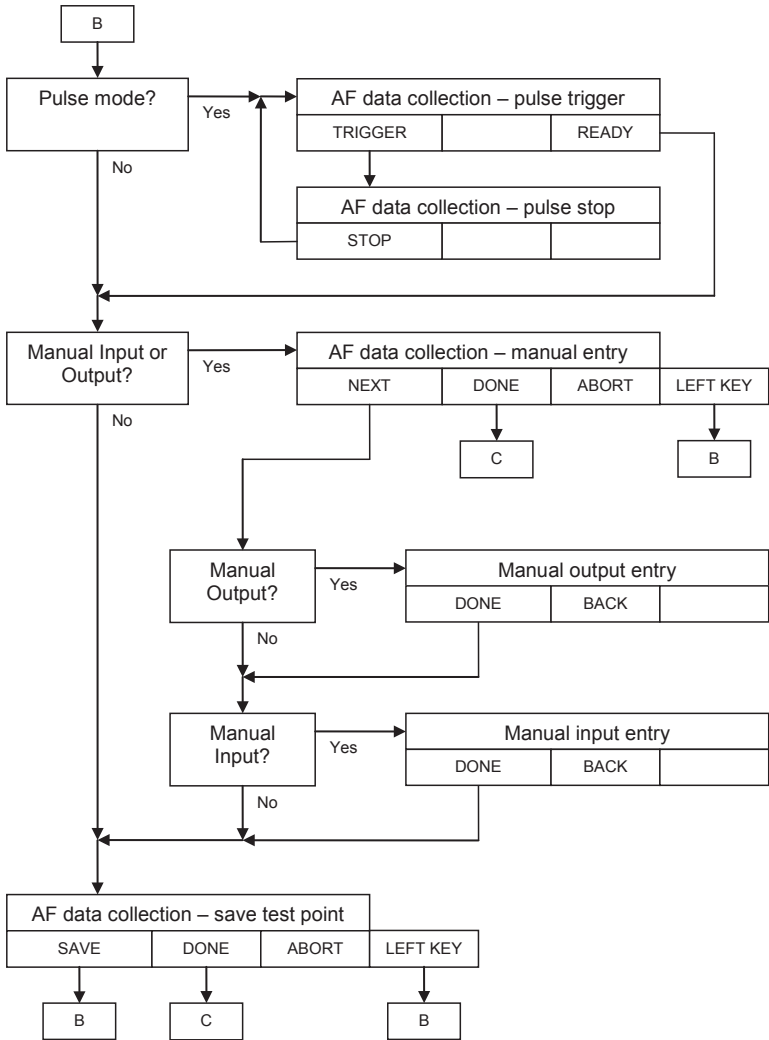 B
Pulse mode?
Yes
No
AF data collection – pulse trigger
TRIGGER
READY
AF data collection – pulse stop
STOP
Manual Input or
Output?
Yes
No
AF data collection – manual entry
NEXT
DONE
ABORT
LEFT KEY
C
B
Manual
Output?
Yes
No
Manual output entry
DONE
BACK
Manual
Input?
Yes
No
Manual input entry
DONE
BACK
AF data collection – save test point
SAVE
DONE
ABORT
LEFT KEY
B
C
B